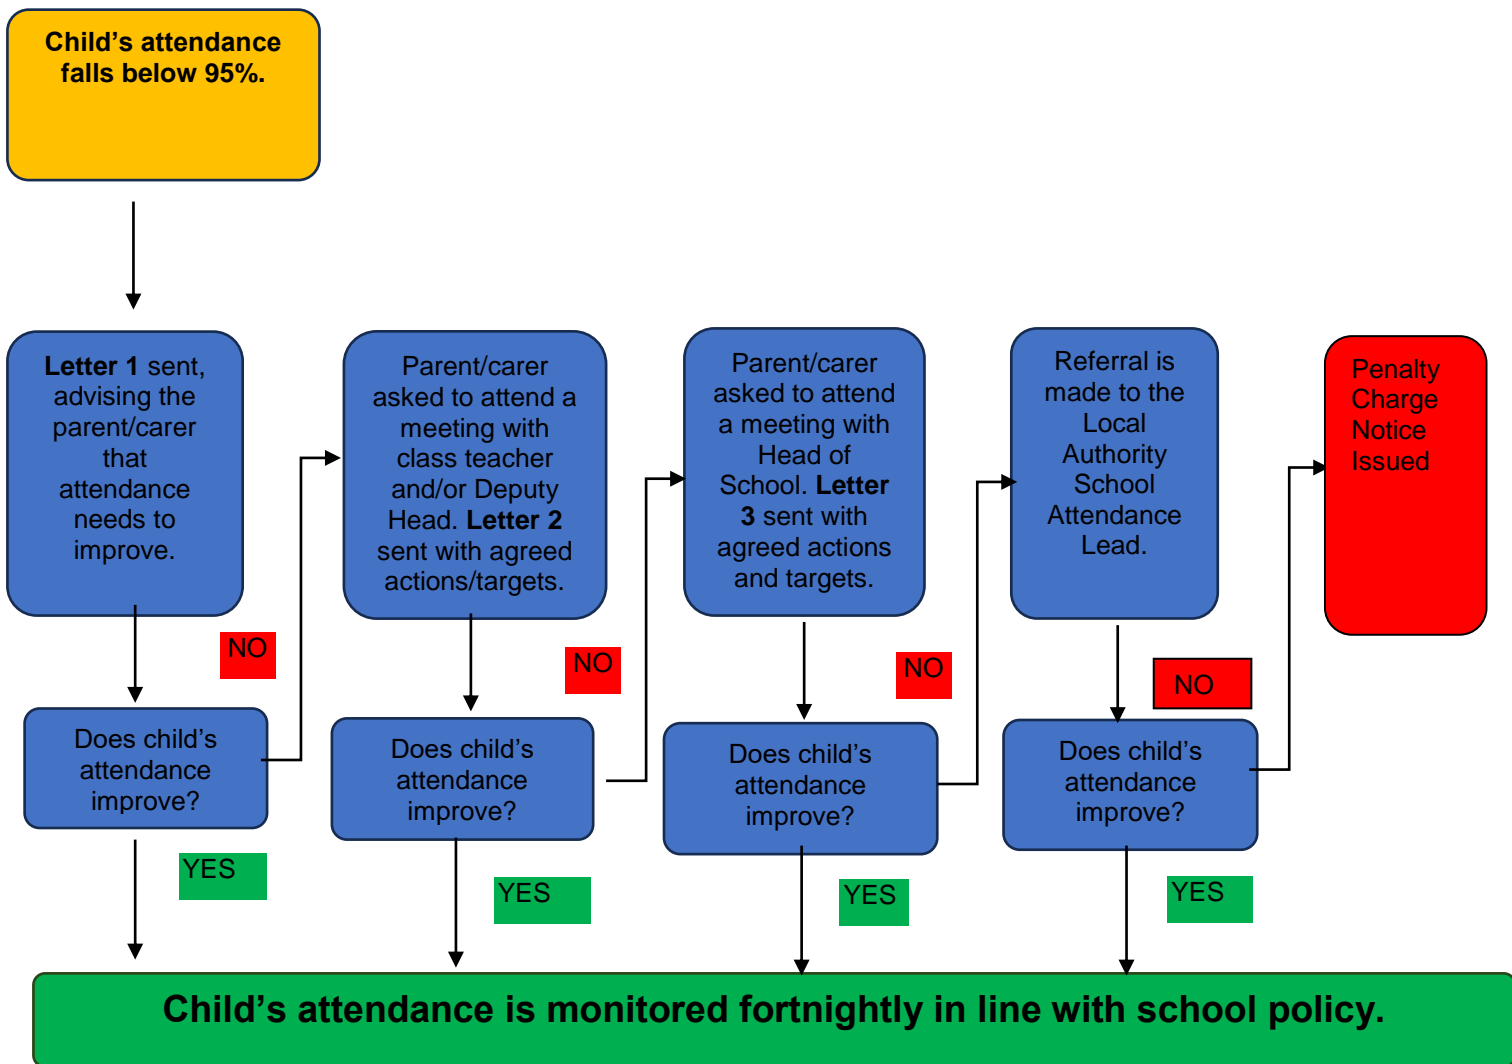 Child’s attendance
falls below 95%.
Letter 1 sent,
advising the
parent/carer
that
attendance
needs to
improve.
Parent/carer
asked to attend a
meeting with
class teacher
and/or Deputy
Head. Letter 2
sent with agreed
actions/targets.
Parent/carer
asked to attend
a meeting with
Head of
School. Letter
3 sent with
agreed actions
and targets.
Referral is
made to the
Local
Authority
School
Attendance
Lead.
Penalty
Charge
Notice
Issued
NO
NO
NO
NO
Does child’s
attendance
improve?
Does child’s
attendance
improve?
Does child’s
attendance
improve?
Does child’s
attendance
improve?
YES
YES
YES
YES
Child’s attendance is monitored fortnightly in line with school policy.